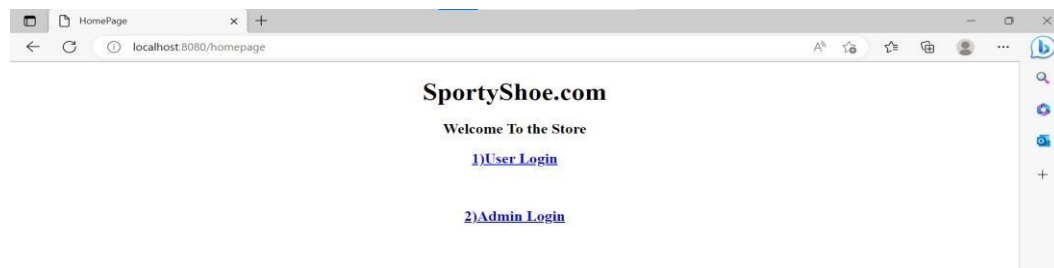 HomePage
localhost:8080/homepage
SportyShoe.com
Welcome To the Store
1)User Login
2)Admin Login